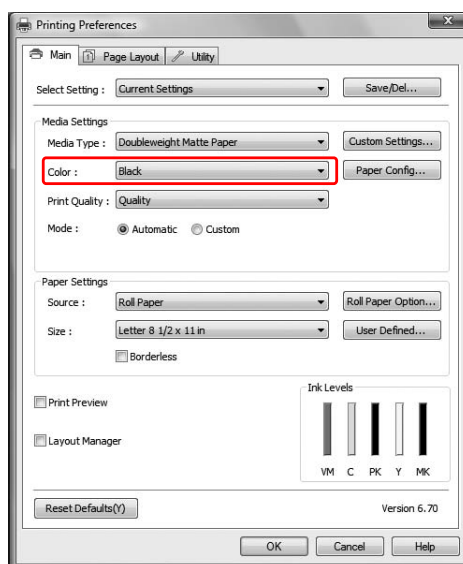 Printing Preferences
Main Page Layout Utility
Select Setting : Current Settings Save/Del...
Media Settings
Media Type : Doubleweight Matte Paper Custom Settings...
Color : Black Paper Config...
Print Quality : Quality
Mode : Automatic Custom
Paper Settings
Source : Roll Paper Roll Paper Option...
Size : Letter 8 1/2 x 11 in User Defined...
Borderless
Print Preview
Layout Manager
Ink Levels
VM C PK Y MK
Reset Defaults(Y) Version 6.70
OK Cancel Help